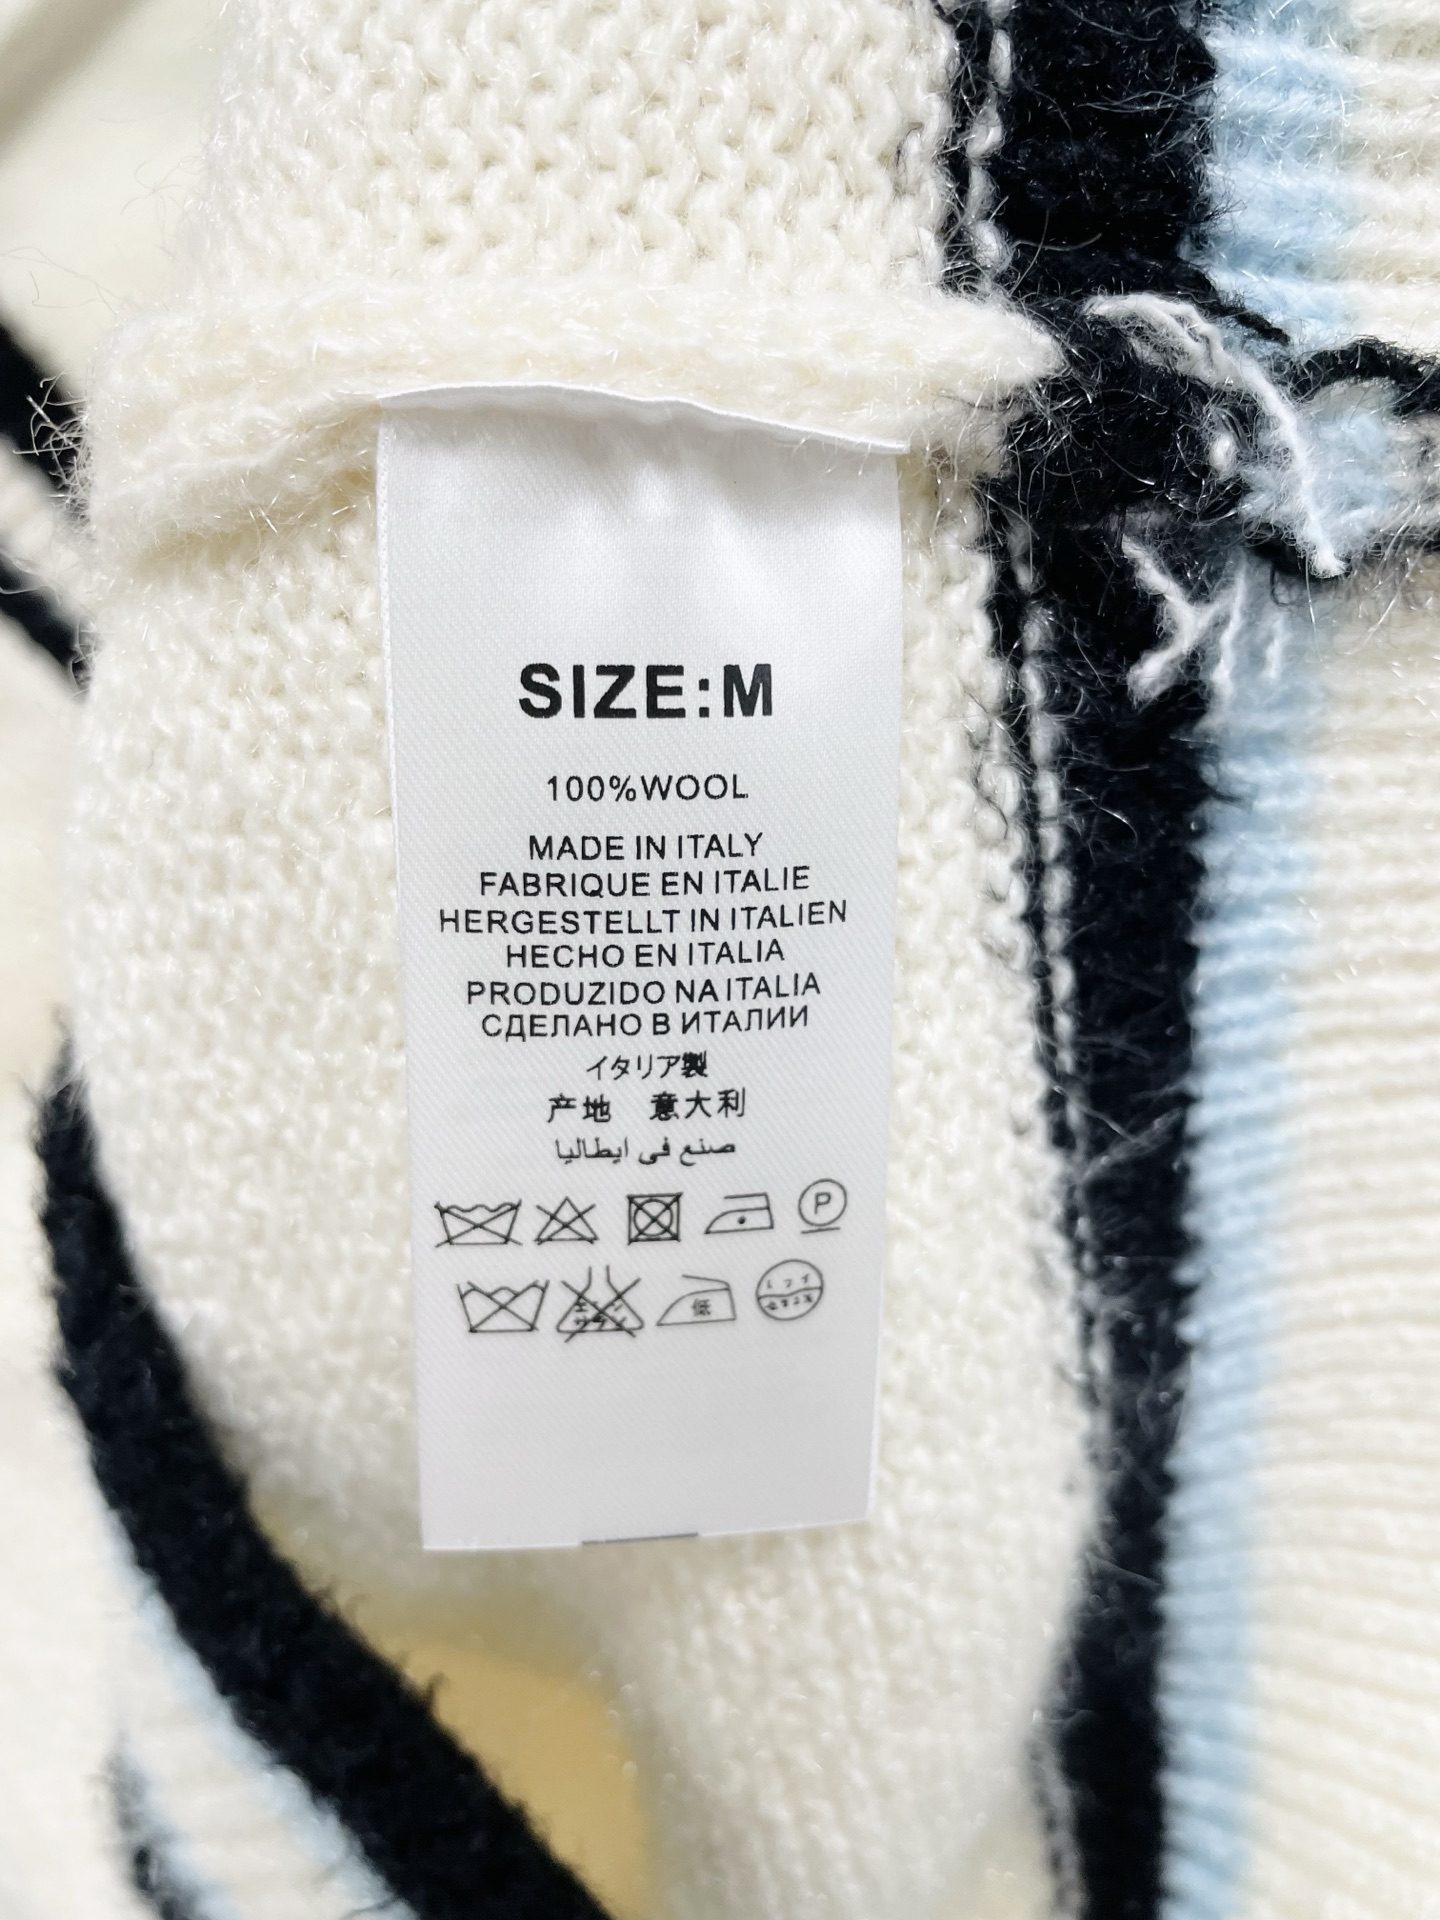 SIZE:M
100%WOOL
MADE IN ITALY
FABRIQUE EN ITALIE
HERGESTELLT IN ITALIEN
HECHO EN ITALIA
PRODUZIDO NA ITALIA
СДЕЛАНО В ИТАЛИИ
イタリア製
产地　意大利
صنع فى ايطاليا
P
低